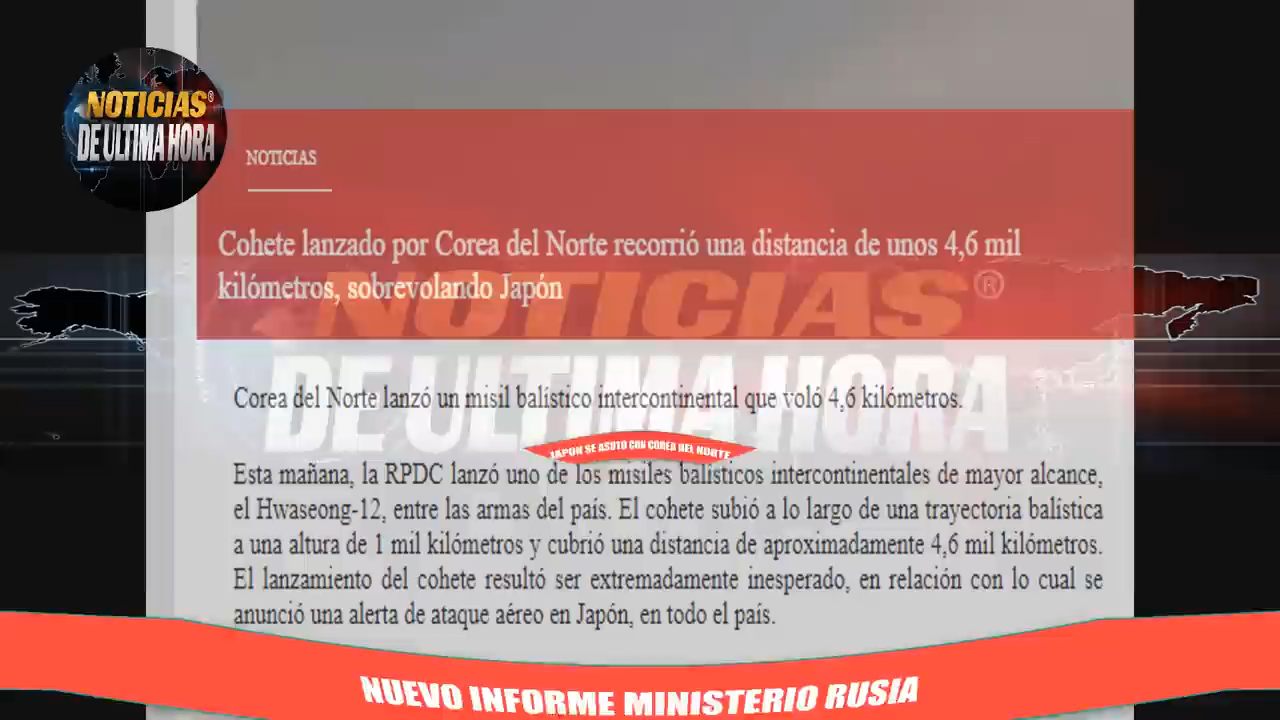 NOTICIAS®
DE ULTIMA HORA
NOTICIAS
Cohete lanzado por Corea del Norte recorrió una distancia de unos 4,6 mil
kilómetros, sobrevolando Japón
NOTICIAS®
DE ULTIMA HORA
Corea del Norte lanzó un misil balístico intercontinental que voló 4,6 kilómetros.
JAPON SE ASUTO CON COREA DEL NORTE
Esta mañana, la RPDC lanzó uno de los misiles balísticos intercontinentales de mayor alcance,
el Hwaseong-12, entre las armas del país. El cohete subió a lo largo de una trayectoria balística
a una altura de 1 mil kilómetros y cubrió una distancia de aproximadamente 4,6 mil kilómetros.
El lanzamiento del cohete resultó ser extremadamente inesperado, en relación con lo cual se
anunció una alerta de ataque aéreo en Japón, en todo el país.
NUEVO INFORME MINISTERIO RUSIA